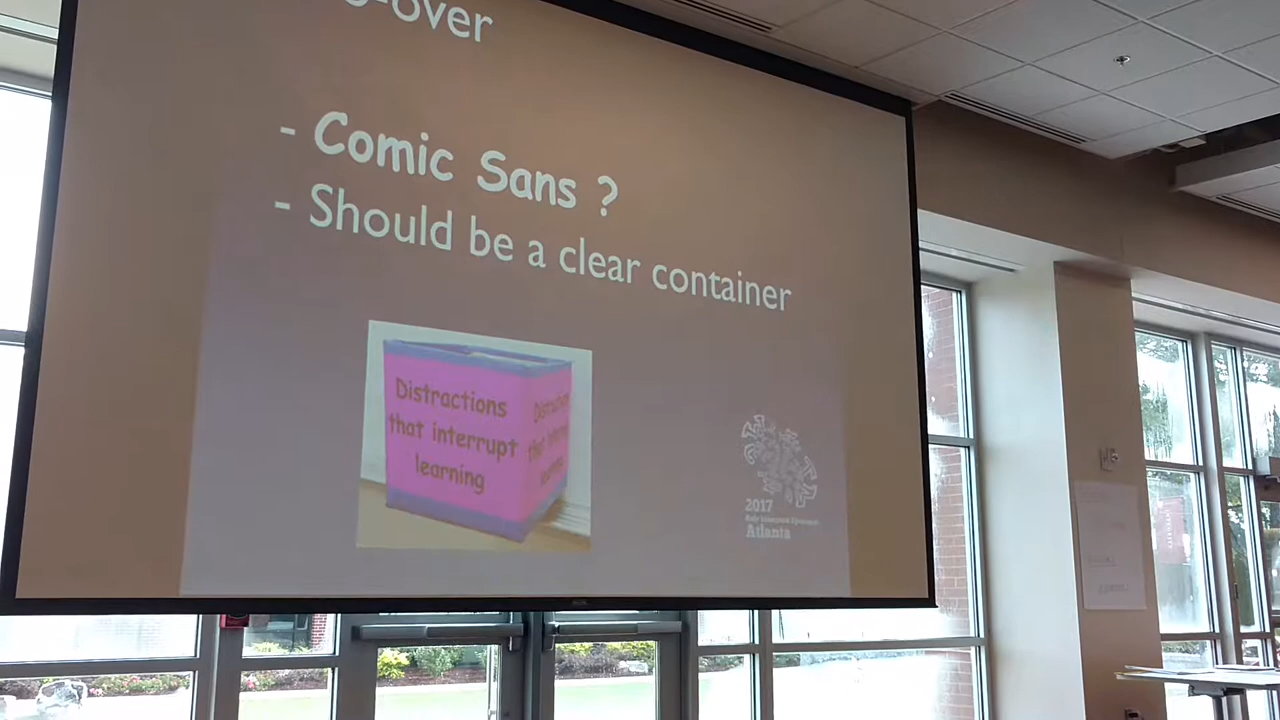 -over
- Comic Sans ?
- Should be a clear container
Distractions
that interrupt
learning
2017
Atlanta